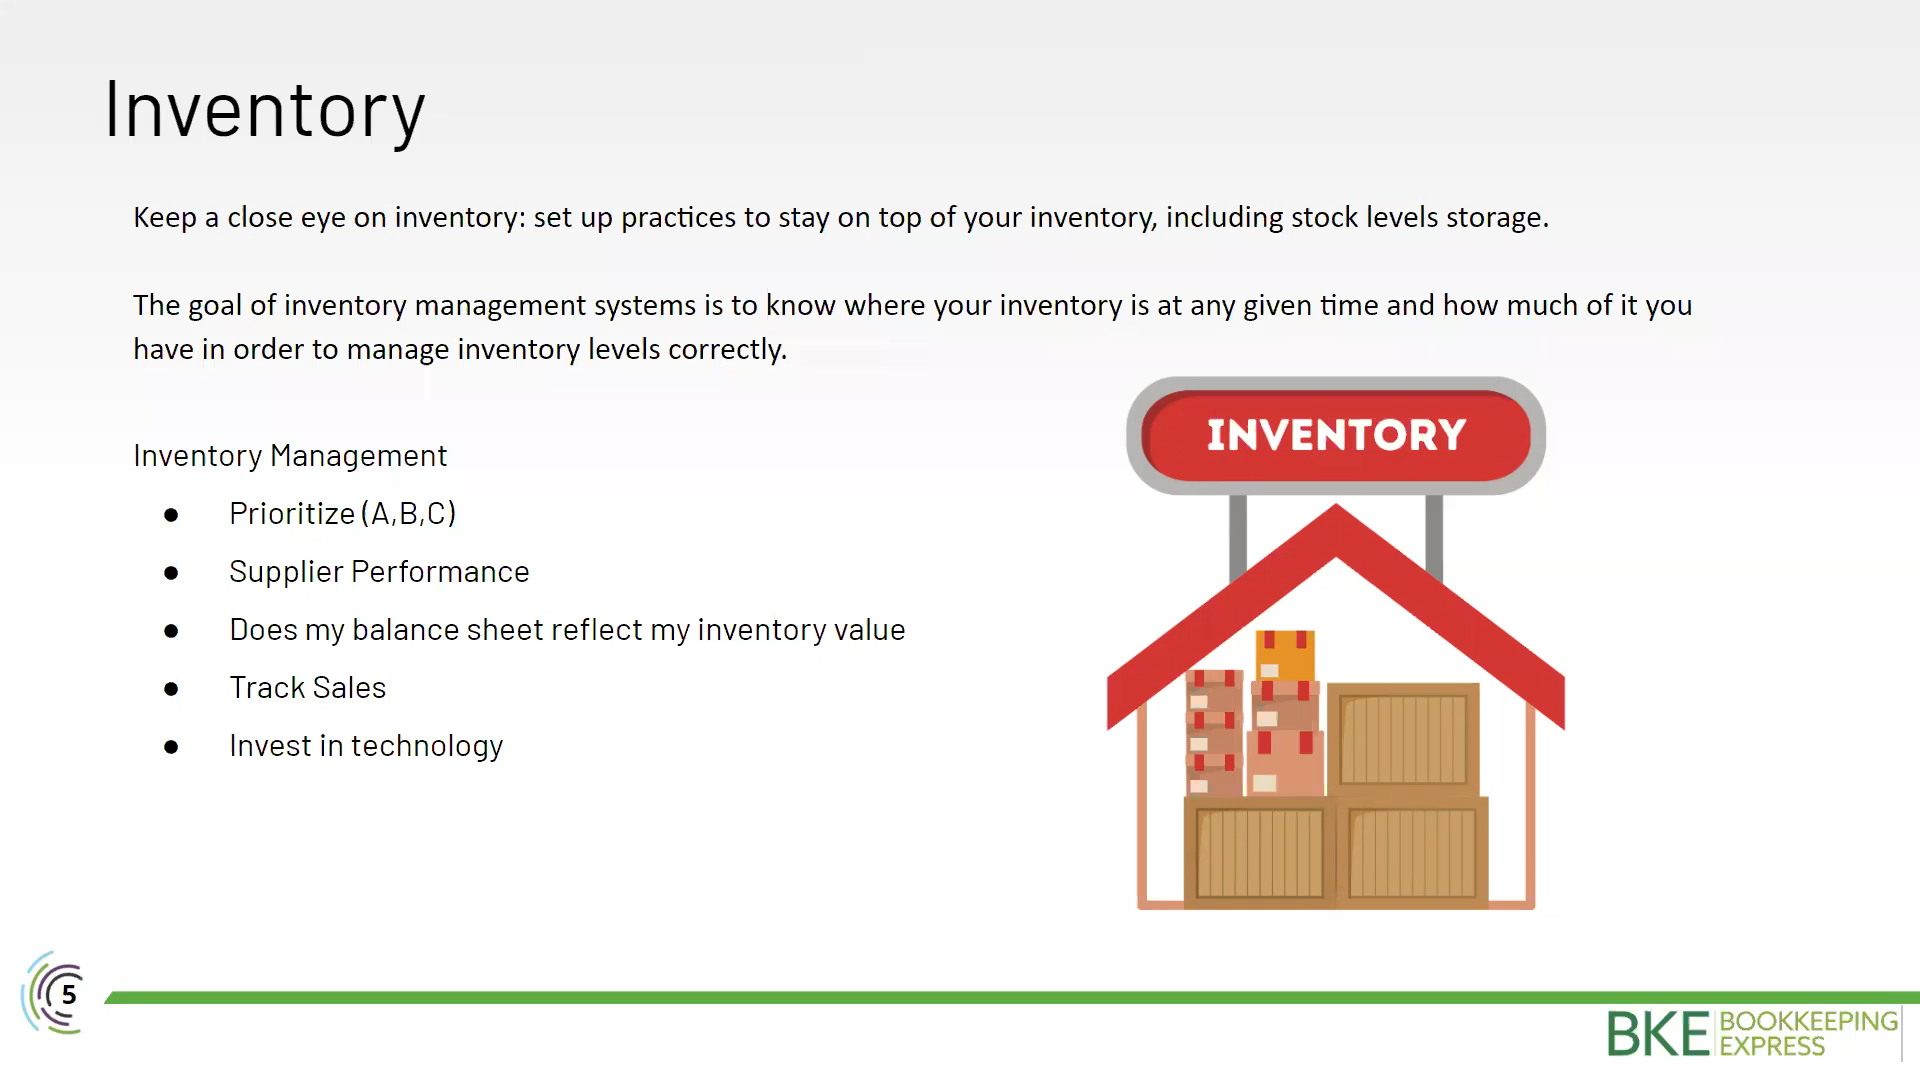 Inventory
Keep a close eye on inventory: set up practices to stay on top of your inventory, including stock levels storage.
The goal of inventory management systems is to know where your inventory is at any given time and how much of it you
have in order to manage inventory levels correctly.
INVENTORY
Inventory Management
● Prioritize (A,B,C)
● Supplier Performance
● Does my balance sheet reflect my inventory value
● Track Sales
● Invest in technology
5
BKE BOOKKEEPING
EXPRESS